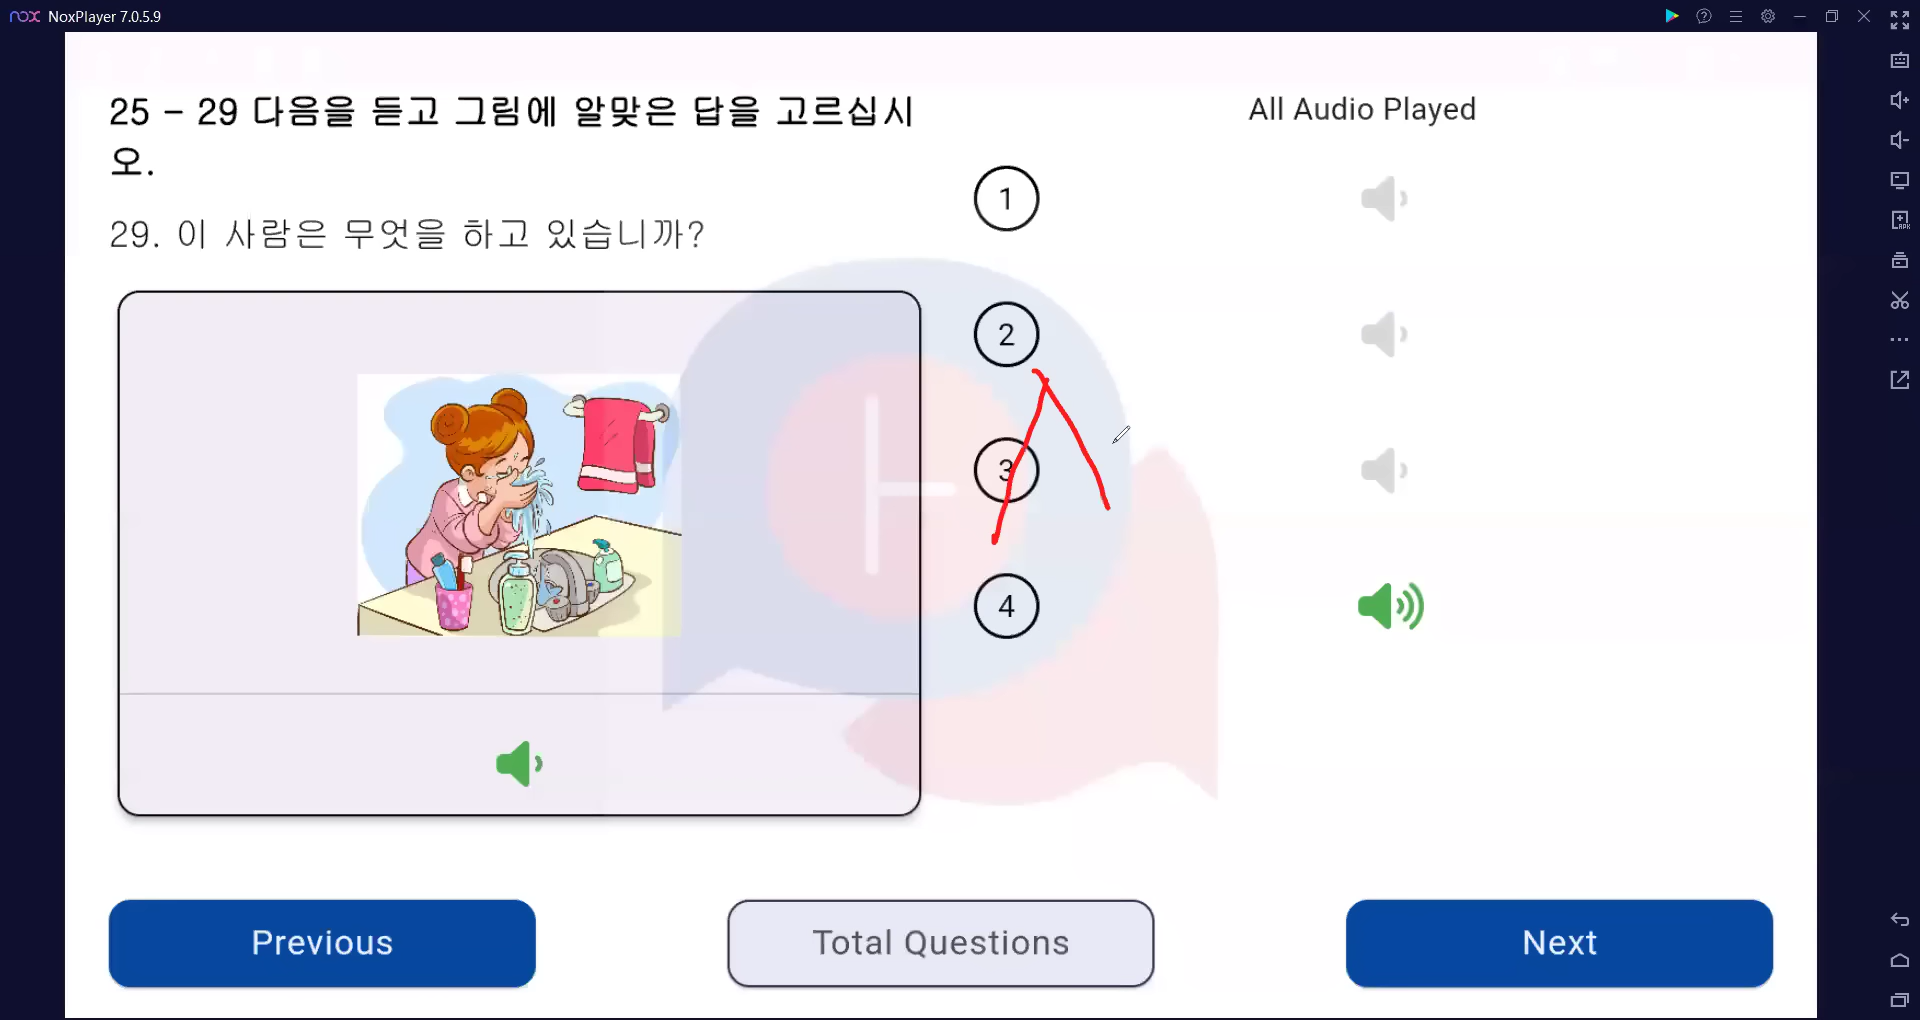 nox NoxPlayer 7.0.5.9
25 – 29 다음을 듣고 그림에 알맞은 답을 고르십시
오.
29. 이 사람은 무엇을 하고 있습니까?
All Audio Played
1
2
3
4
Previous
Total Questions
Next